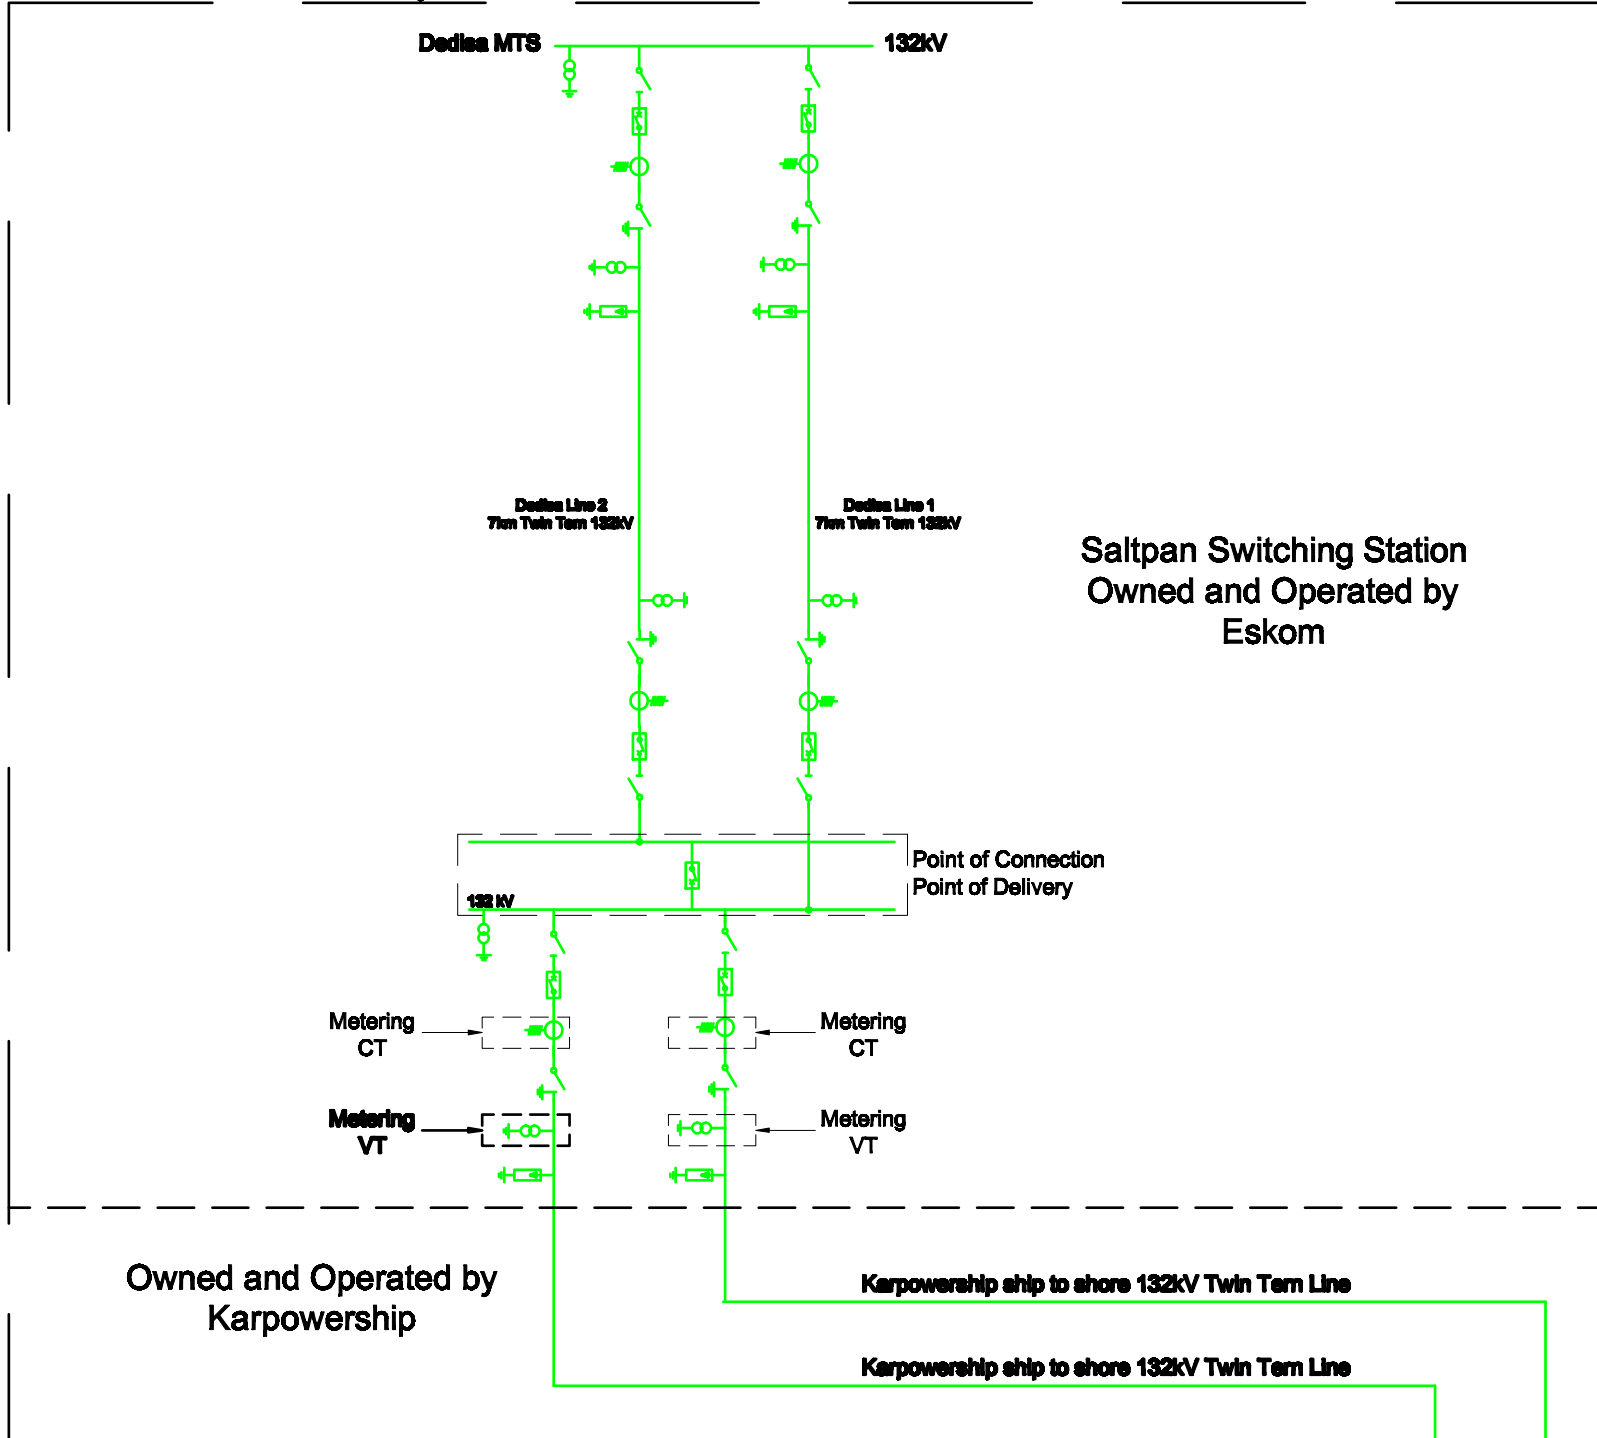 Dedisa MTS
132kV
Dedisa Line 2
7km Twin Tern 132kV
Dedisa Line 1
7km Twin Tern 132kV
Saltpan Switching Station
Owned and Operated by
Eskom
Point of Connection
Point of Delivery
132 kV
Metering
CT
Metering
CT
Metering
VT
Metering
VT
Owned and Operated by
Karpowership
Karpowership ship to shore 132kV Twin Tern Line
Karpowership ship to shore 132kV Twin Tern Line